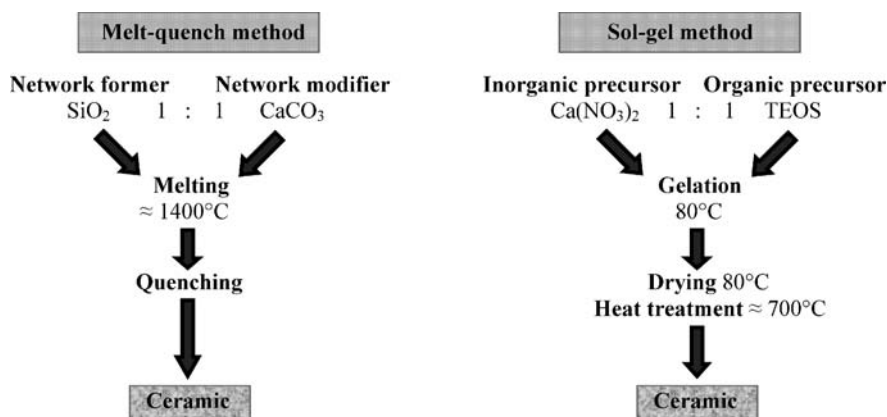 Melt-quench method
Network former Network modifier
SiO₂ 1 : 1 CaCO₃
Melting
≈ 1400°C
Quenching
Ceramic
Sol-gel method
Inorganic precursor Organic precursor
Ca(NO₃)₂ 1 : 1 TEOS
Gelation
80°C
Drying 80°C
Heat treatment ≈ 700°C
Ceramic